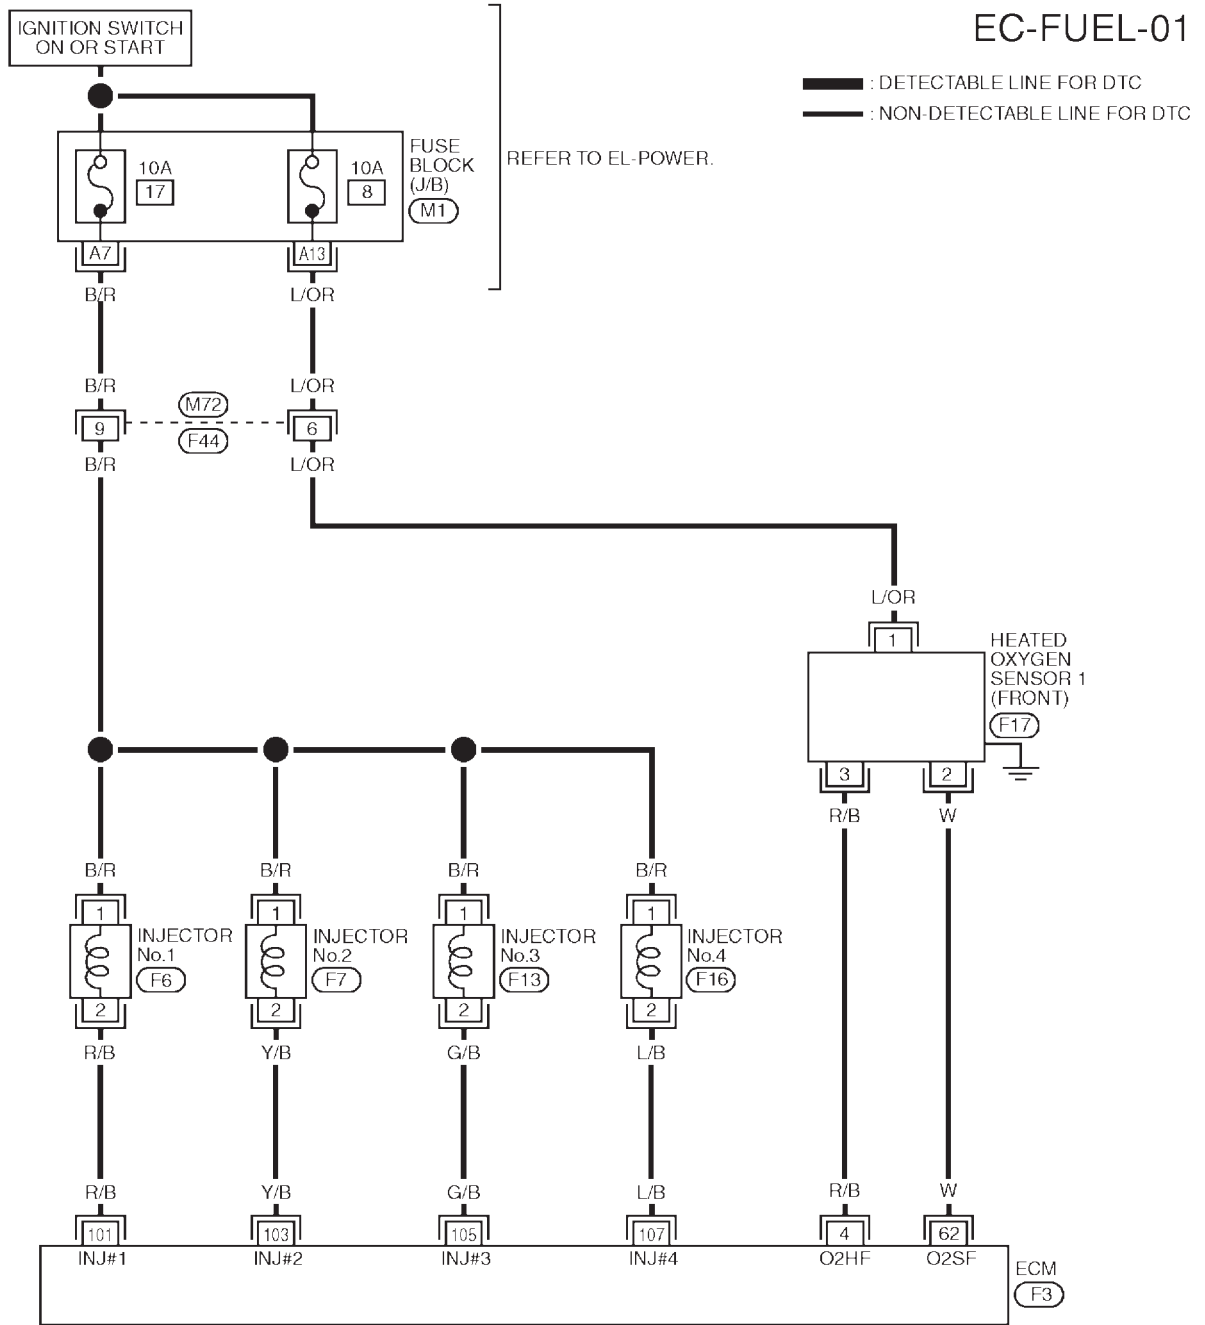 EC-FUEL-01
IGNITION SWITCH
ON OR START
: DETECTABLE LINE FOR DTC
: NON-DETECTABLE LINE FOR DTC
10A
17
10A
8
FUSE
BLOCK
(J/B)
M1
REFER TO EL-POWER.
A7
A13
B/R
L/OR
B/R
L/OR
M72
9
6
F44
B/R
L/OR
L/OR
1
HEATED
OXYGEN
SENSOR 1
(FRONT)
F17
3
2
R/B
W
B/R
B/R
B/R
B/R
1
1
1
1
INJECTOR
No.1
F6
INJECTOR
No.2
F7
INJECTOR
No.3
F13
INJECTOR
No.4
F16
2
2
2
2
R/B
Y/B
G/B
L/B
R/B
Y/B
G/B
L/B
R/B
W
101
103
105
107
4
62
INJ#1
INJ#2
INJ#3
INJ#4
O2HF
O2SF
ECM
F3